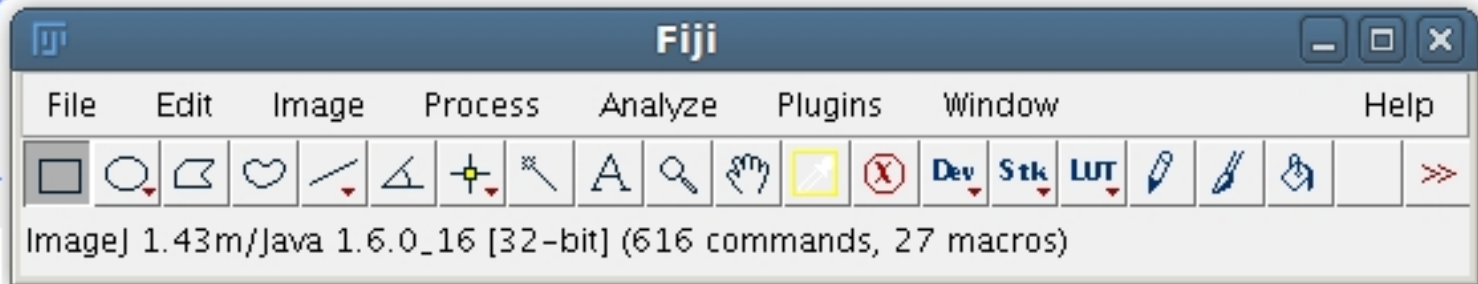 Fiji
File Edit Image Process Analyze Plugins Window Help
A X Dev Stk LUT >>
ImageJ 1.43m/Java 1.6.0_16 [32-bit] (616 commands, 27 macros)